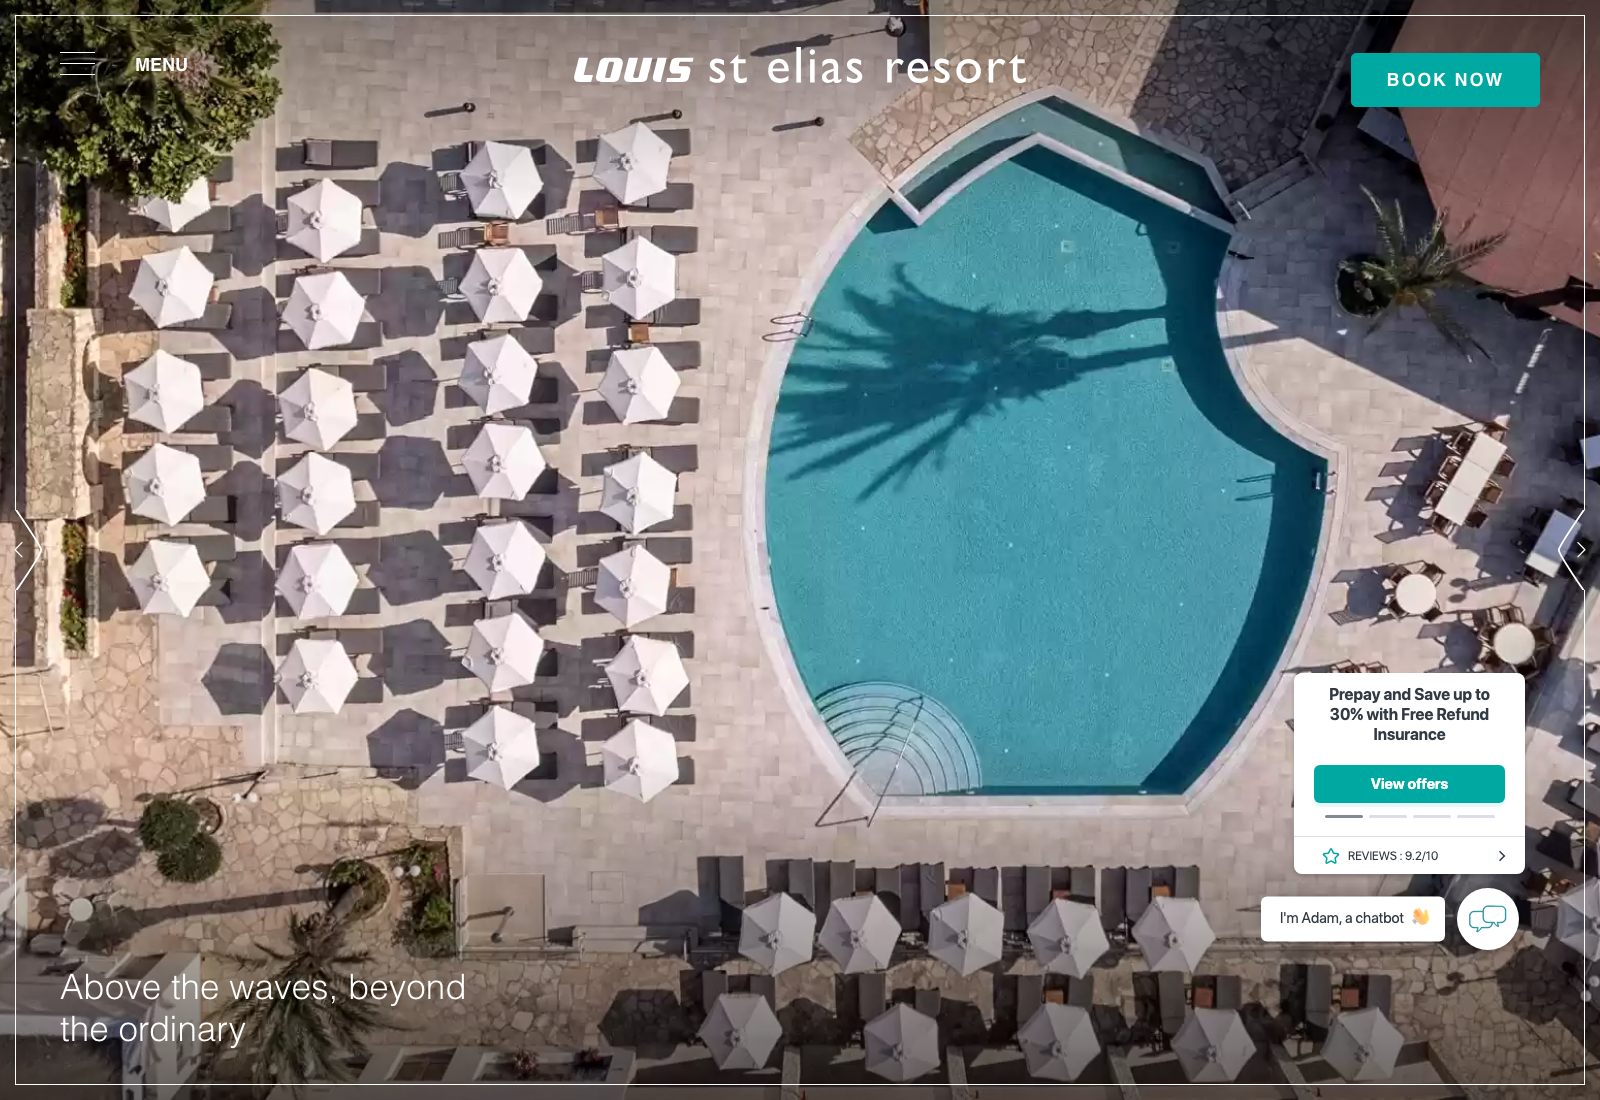 MENU
LOUIS st elias resort
BOOK NOW
Prepay and Save up to
30% with Free Refund
Insurance
View offers
REVIEWS : 9.2/10
I'm Adam, a chatbot 👋
Above the waves, beyond
the ordinary